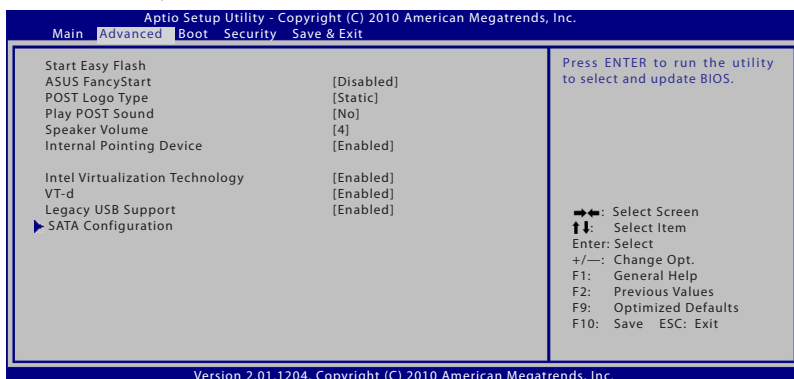 Aptio Setup Utility - Copyright (C) 2010 American Megatrends, Inc.
Main Advanced Boot Security Save & Exit
Start Easy Flash
ASUS FancyStart [Disabled]
POST Logo Type [Static]
Play POST Sound [No]
Speaker Volume [4]
Internal Pointing Device [Enabled]
Intel Virtualization Technology [Enabled]
VT-d [Enabled]
Legacy USB Support [Enabled]
SATA Configuration
Press ENTER to run the utility
to select and update BIOS.
→←: Select Screen
↑↓: Select Item
Enter: Select
+/—: Change Opt.
F1: General Help
F2: Previous Values
F9: Optimized Defaults
F10: Save ESC: Exit
Version 2.01.1204. Copyright (C) 2010 American Megatrends, Inc.